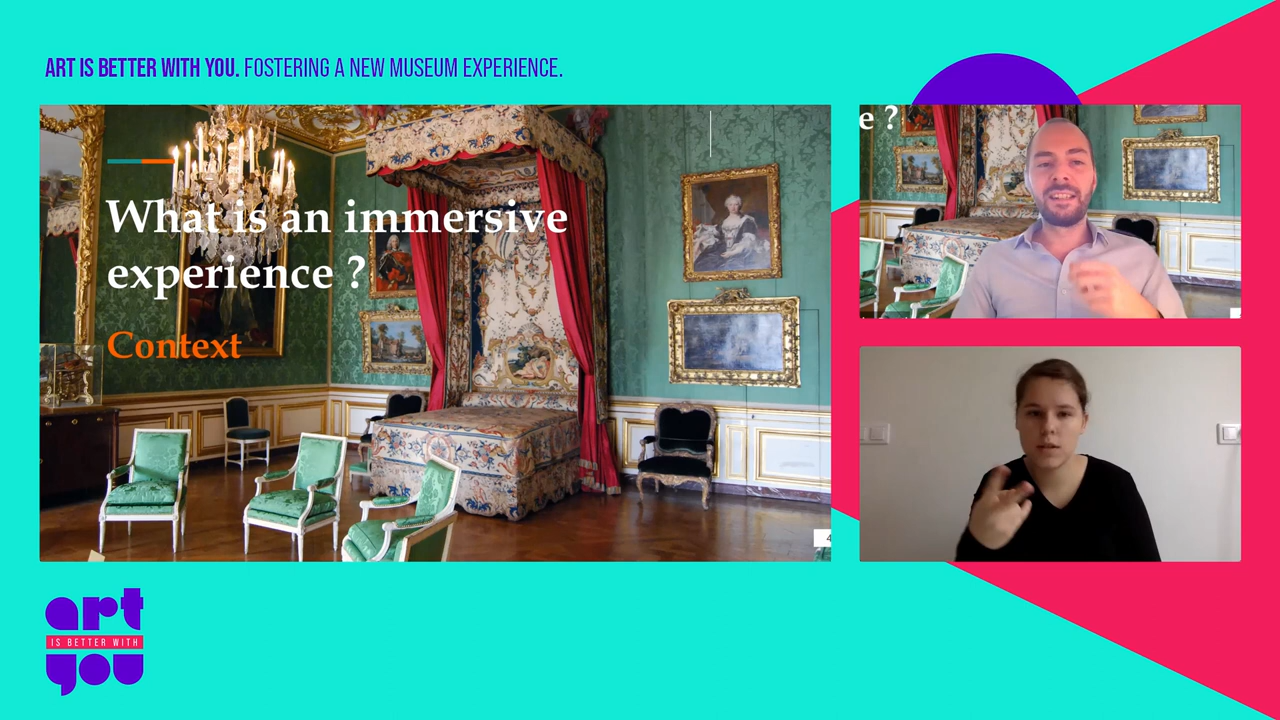 ART IS BETTER WITH YOU. FOSTERING A NEW MUSEUM EXPERIENCE.
What is an immersive
experience ?
Context
4
e ?
art
IS BETTER WITH
you